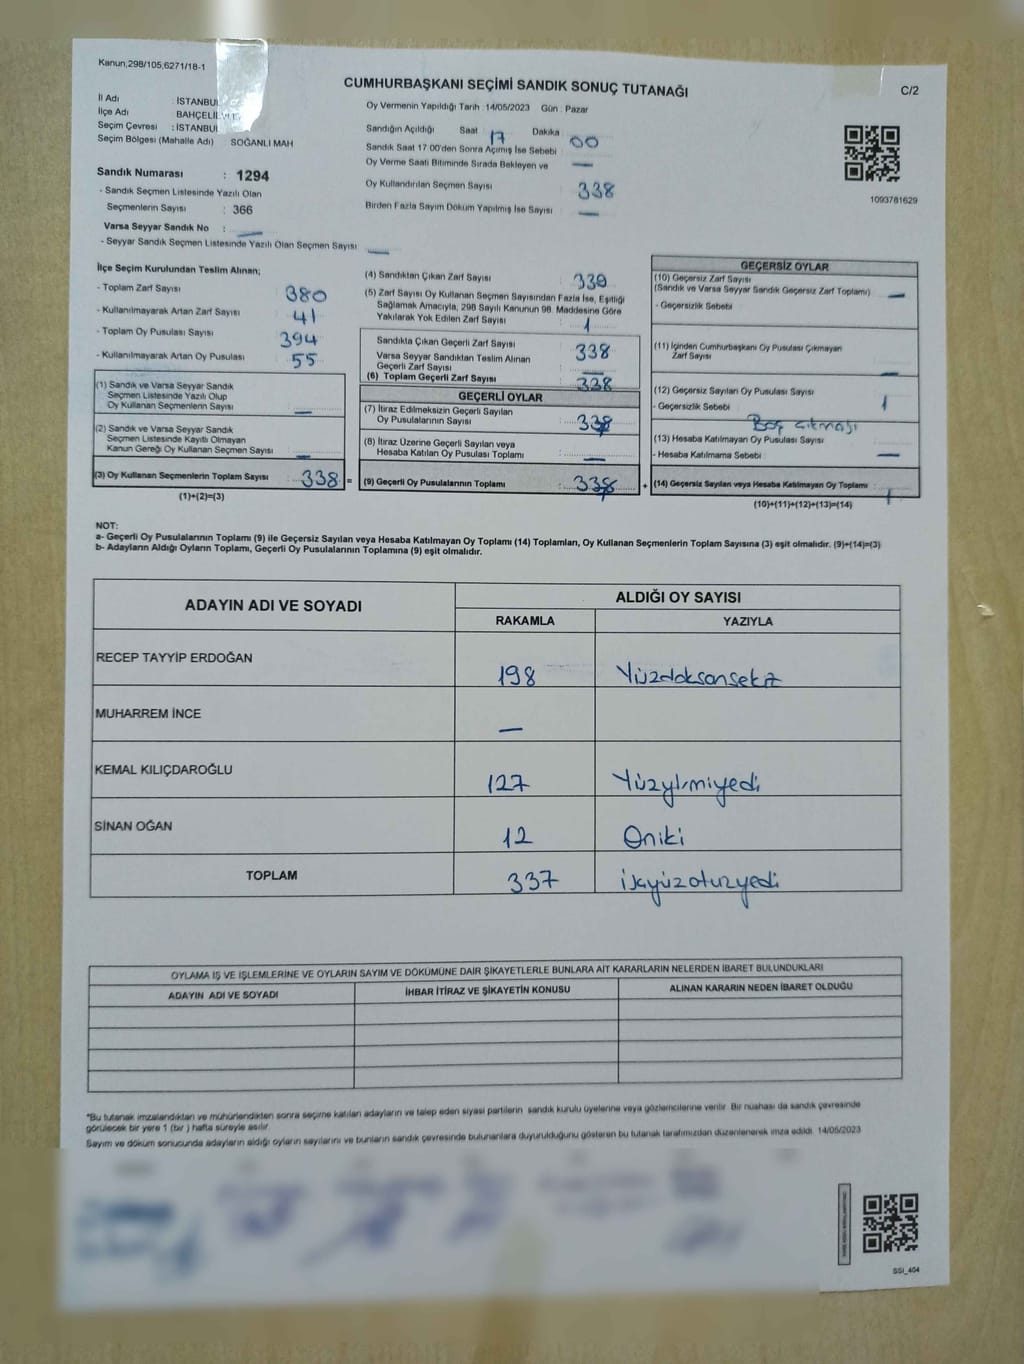 Kanun,298/105,6271/18-1
CUMHURBAŞKANI SEÇİMİ SANDIK SONUÇ TUTANAĞI
C/2
İl Adı : İSTANBUL
İlçe Adı BAHÇELİEV
Seçim Çevresi : İSTANBUL
Seçim Bölgesi (Mahalle Adı) : SOĞANLI MAH
Oy Vermenin Yapıldığı Tarih :14/05/2023 Gün : Pazar
Sandığın Açıldığı Saat 17 Dakika 00
Sandık Saat 17:00'den Sonra Açımış İse Sebebi
Oy Verme Saati Bitiminde Sırada Bekleyen ve —
Oy Kullandırılan Seçmen Sayısı 338
Birden Fazla Sayım Döküm Yapılmış İse Sayısı —
1093781629
Sandık Numarası : 1294
- Sandık Seçmen Listesinde Yazılı Olan
Seçmenlerin Sayısı : 366
Varsa Seyyar Sandık No : —
- Seyyar Sandık Seçmen Listesinde Yazılı Olan Seçmen Sayısı —
İlçe Seçim Kurulundan Teslim Alınan;
- Toplam Zarf Sayısı 380
- Kullanılmayarak Artan Zarf Sayısı 41
- Toplam Oy Pusulası Sayısı 394
- Kullanılmayarak Artan Oy Pusulası 55
(1) Sandık ve Varsa Seyyar Sandık
Seçmen Listesinde Yazılı Olup
Oy Kullanan Seçmenlerin Sayısı —
(2) Sandık ve Varsa Seyyar Sandık
Seçmen Listesinde Kayıtlı Olmayan
Kanun Gereği Oy Kullanan Seçmen Sayısı —
(3) Oy Kullanan Seçmenlerin Toplam Sayısı 338 =
(1)+(2)=(3)
(4) Sandıktan Çıkan Zarf Sayısı
(5) Zarf Sayısı Oy Kullanan Seçmen Sayısından Fazla İse, Eşitliği
Sağlamak Amacıyla, 298 Sayılı Kanunun 98. Maddesine Göre
Yakılarak Yok Edilen Zarf Sayısı 1
Sandıkta Çıkan Geçerli Zarf Sayısı 338
Varsa Seyyar Sandıktan Teslim Alınan
Geçerli Zarf Sayısı —
(6) Toplam Geçerli Zarf Sayısı 338
GEÇERLİ OYLAR
(7) İtiraz Edilmeksizin Geçerli Sayılan
Oy Pusulasının Sayısı
(8) İtiraz Üzerine Geçerli Sayılan veya
Hesaba Katılan Oy Pusulası Toplamı —
(9) Geçerli Oy Pusulalarının Toplamı +
GEÇERSİZ OYLAR
(10) Geçersiz Zarf Sayısı
(Sandık ve Varsa Seyyar Sandık Geçersiz Zarf Toplamı) —
- Geçersizlik Sebebi
(11) İçinden Cumhurbaşkanı Oy Pusulası Çıkmayan
Zarf Sayısı —
(12) Geçersiz Sayılan Oy Pusulası Sayısı 1
- Geçersizlik Sebebi Boş çıkması
(13) Hesaba Katılmayan Oy Pusulası Sayısı
- Hesaba Katılmama Sebebi —
(14) Geçersiz Sayılan veya Hesaba Katılmayan Oy Toplamı 1
(10)+(11)+(12)+(13)=(14)
NOT:
a- Geçerli Oy Pusulalarının Toplamı (9) ile Geçersiz Sayılan veya Hesaba Katılmayan Oy Toplamı (14) Toplamları, Oy Kullanan Seçmenlerin Toplam Sayısına (3) eşit olmalıdır. (9)+(14)=(3)
b- Adayların Aldığı Oyların Toplamı, Geçerli Oy Pusulalarının Toplamına (9) eşit olmalıdır.
ADAYIN ADI VE SOYADI
ALDIĞI OY SAYISI
RAKAMLA YAZIYLA
RECEP TAYYİP ERDOĞAN 198 Yüzdoksansekiz
MUHARREM İNCE —
KEMAL KILIÇDAROĞLU 127 Yüzyirmiyedi
SİNAN OĞAN 12 Oniki
TOPLAM 337 üçyüzotuzyedi
OYLAMA İŞ VE İŞLEMLERİNE VE OYLARIN SAYIM VE DÖKÜMÜNE DAİR ŞİKAYETLERLE BUNLARA AİT KARARLARIN NELERDEN İBARET BULUNDUKLARI
ADAYIN ADI VE SOYADI İHBAR İTİRAZ VE ŞİKAYETİN KONUSU ALINAN KARARIN NEDEN İBARET OLDUĞU
*Bu tutanak imzalandıktan ve mühürlendikten sonra seçime katılan adayların ve talep eden siyasi partilerin sandık kurulu üyelerine veya gözlemcilerine verilir. Bir nüshası da sandık çevresinde
görülecek bir yere 1 (bir ) hafta süreyle asılır.
Sayım ve döküm sonucunda adayların aldığı oyların sayılarını ve bunların sandık çevresinde bulunanlara duyurulduğunu gösteren bu tutanak tarafımızdan düzenlenerek imza edildi. 14/05/2023
SSI_404